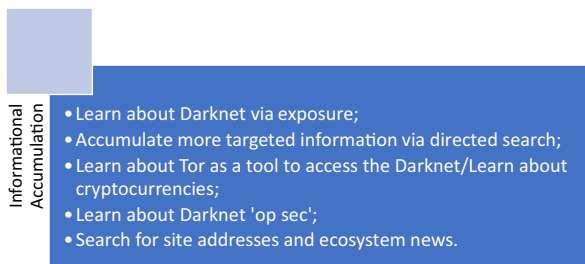 Informational
Accumulation
•Learn about Darknet via exposure;
•Accumulate more targeted information via directed search;
•Learn about Tor as a tool to access the Darknet/Learn about
cryptocurrencies;
•Learn about Darknet 'op sec';
•Search for site addresses and ecosystem news.